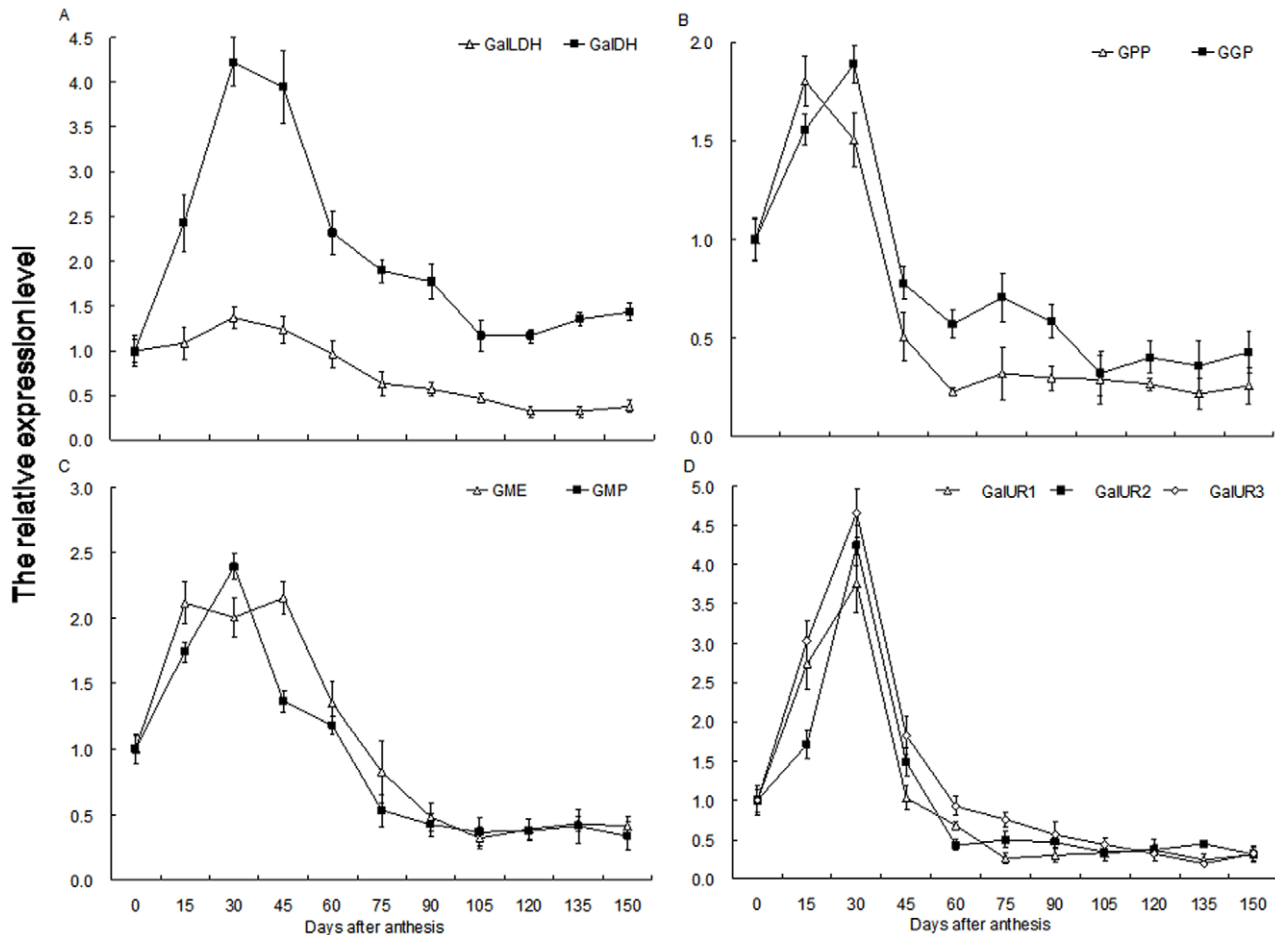 The relative expression level
A
GalLDH GalDH
4.5
4.0
3.5
3.0
2.5
2.0
1.5
1.0
0.5
0.0
B
GPP GGP
2.0
1.5
1.0
0.5
0.0
C
GME GMP
3.0
2.5
2.0
1.5
1.0
0.5
0.0
0 15 30 45 60 75 90 105 120 135 150
Days after anthesis
D
GalUR1 GalUR2 GalUR3
5.0
4.5
4.0
3.5
3.0
2.5
2.0
1.5
1.0
0.5
0.0
0 15 30 45 60 75 90 105 120 135 150
Days after anthesis